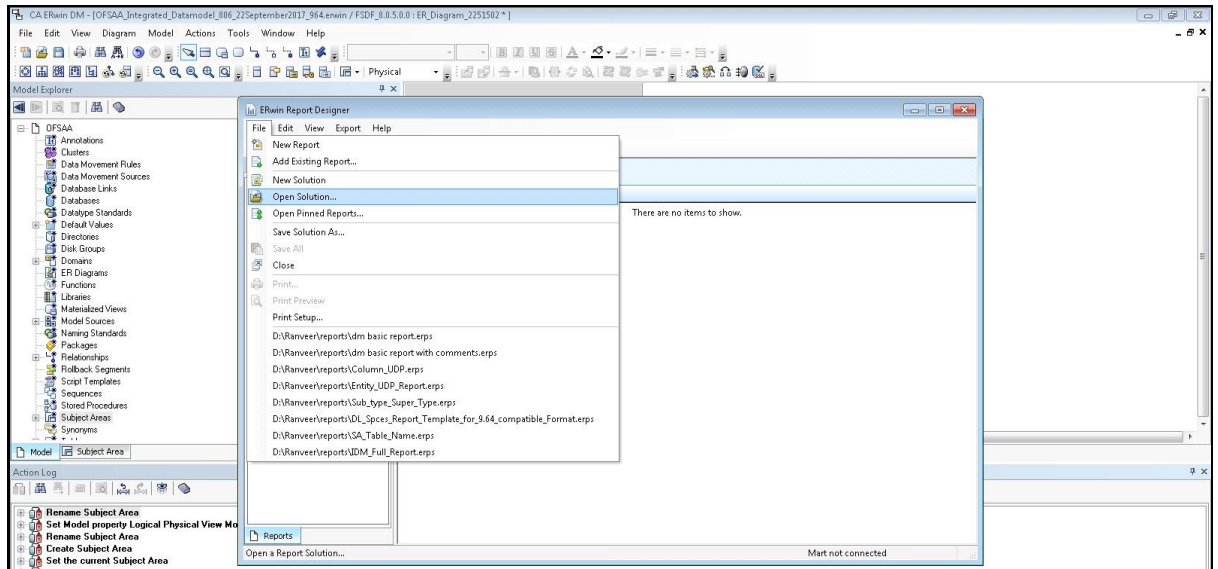 CA ERwin DM - [OFSAA_Integrated_Datamodel_806_22September2017_964.erwin / FSDF_8.0.5.0.0 : ER_Diagram_2251502 * ]
File Edit View Diagram Model Actions Tools Window Help
Physical
Model Explorer
OFSAA
Annotations
Clusters
Data Movement Rules
Data Movement Sources
Database Links
Databases
Datatype Standards
Default Values
Directories
Disk Groups
Domains
ER Diagrams
Functions
Libraries
Materialized Views
Model Sources
Naming Standards
Packages
Relationships
Rollback Segments
Script Templates
Sequences
Stored Procedures
Subject Areas
Synonyms
Model Subject Area
ERwin Report Designer
File Edit View Export Help
New Report
Add Existing Report...
New Solution
Open Solution...
Open Pinned Reports...
Save Solution As...
Save All
Close
Print...
Print Preview
Print Setup...
D:\Ranveer\reports\dm basic report.erps
D:\Ranveer\reports\dm basic report with comments.erps
D:\Ranveer\reports\Column_UDP.erps
D:\Ranveer\reports\Entity_UDP_Report.erps
D:\Ranveer\reports\Sub_type_Super_Type.erps
D:\Ranveer\reports\DL_Spces_Report_Template_for_9.64_compatible_Format.erps
D:\Ranveer\reports\SA_Table_Name.erps
D:\Ranveer\reports\IDM_Full_Report.erps
There are no items to show.
Reports
Open a Report Solution... Mart not connected
Action Log
Rename Subject Area
Set Model property Logical Physical View Mo
Rename Subject Area
Create Subject Area
Set the current Subject Area